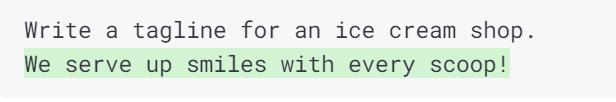 Write a tagline for an ice cream shop.
We serve up smiles with every scoop!